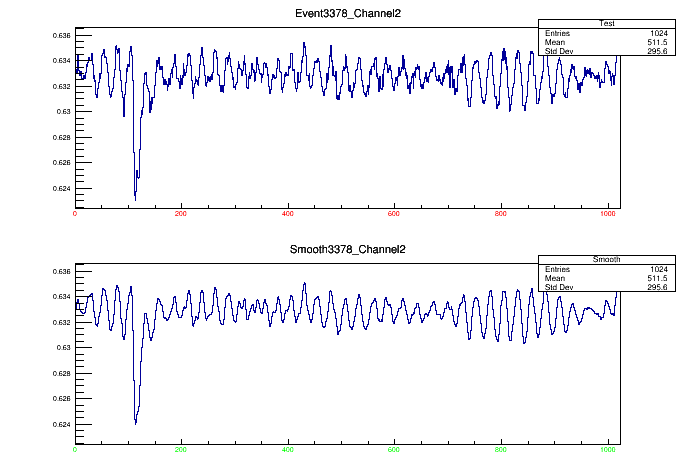 Event3378_Channel2
Test
Entries 1024
Mean 511.5
Std Dev 295.6
0.636
0.634
0.632
0.63
0.628
0.626
0.624
0 200 400 600 800 1000
Smooth3378_Channel2
Smooth
Entries 1024
Mean 511.5
Std Dev 295.6
0.636
0.634
0.632
0.63
0.628
0.626
0.624
0 200 400 600 800 1000